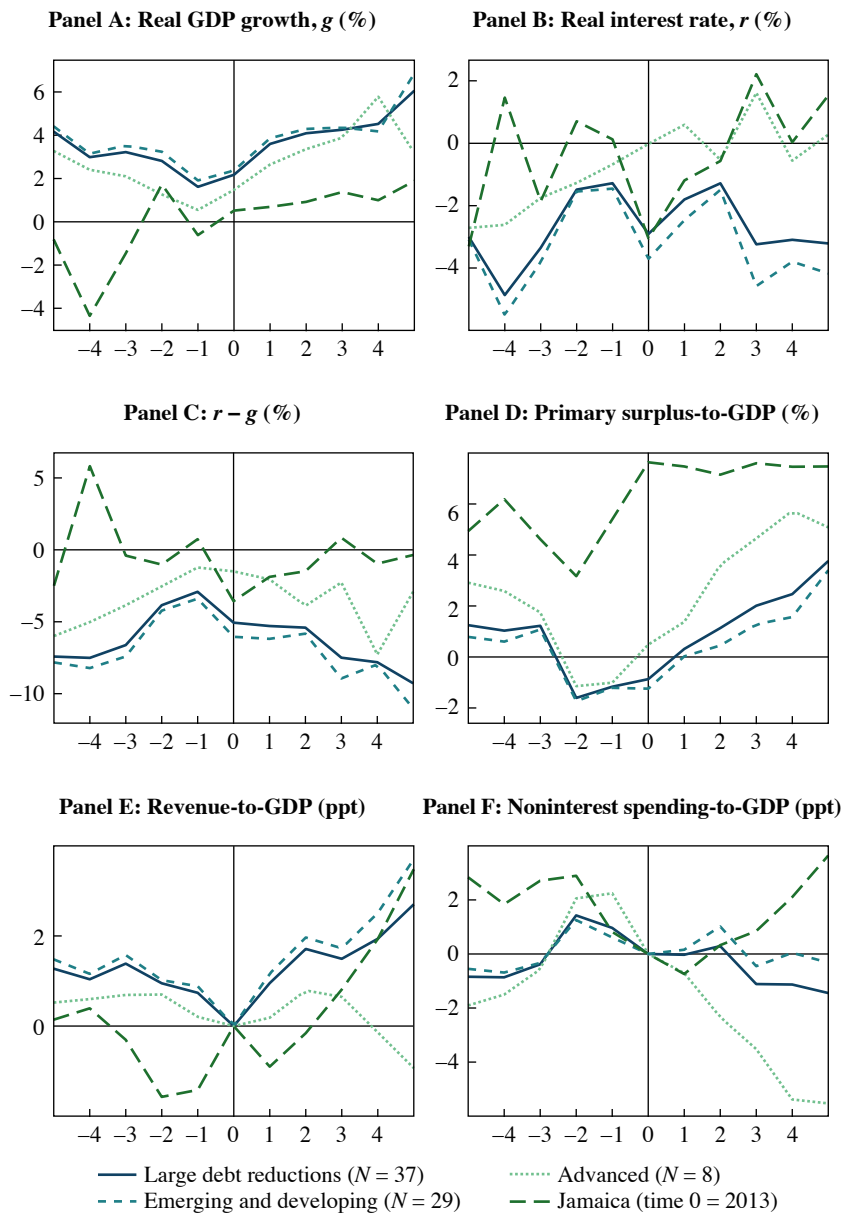 Panel A: Real GDP growth, g (%)
6
4
2
0
−2
−4
−4 −3 −2 −1 0 1 2 3 4
Panel B: Real interest rate, r (%)
2
0
−2
−4
−4 −3 −2 −1 0 1 2 3 4
Panel C: r − g (%)
5
0
−5
−10
−4 −3 −2 −1 0 1 2 3 4
Panel D: Primary surplus-to-GDP (%)
6
4
2
0
−2
−4 −3 −2 −1 0 1 2 3 4
Panel E: Revenue-to-GDP (ppt)
2
0
−4 −3 −2 −1 0 1 2 3 4
Panel F: Noninterest spending-to-GDP (ppt)
2
0
−2
−4
−4 −3 −2 −1 0 1 2 3 4
Large debt reductions (N = 37)
Emerging and developing (N = 29)
Advanced (N = 8)
Jamaica (time 0 = 2013)